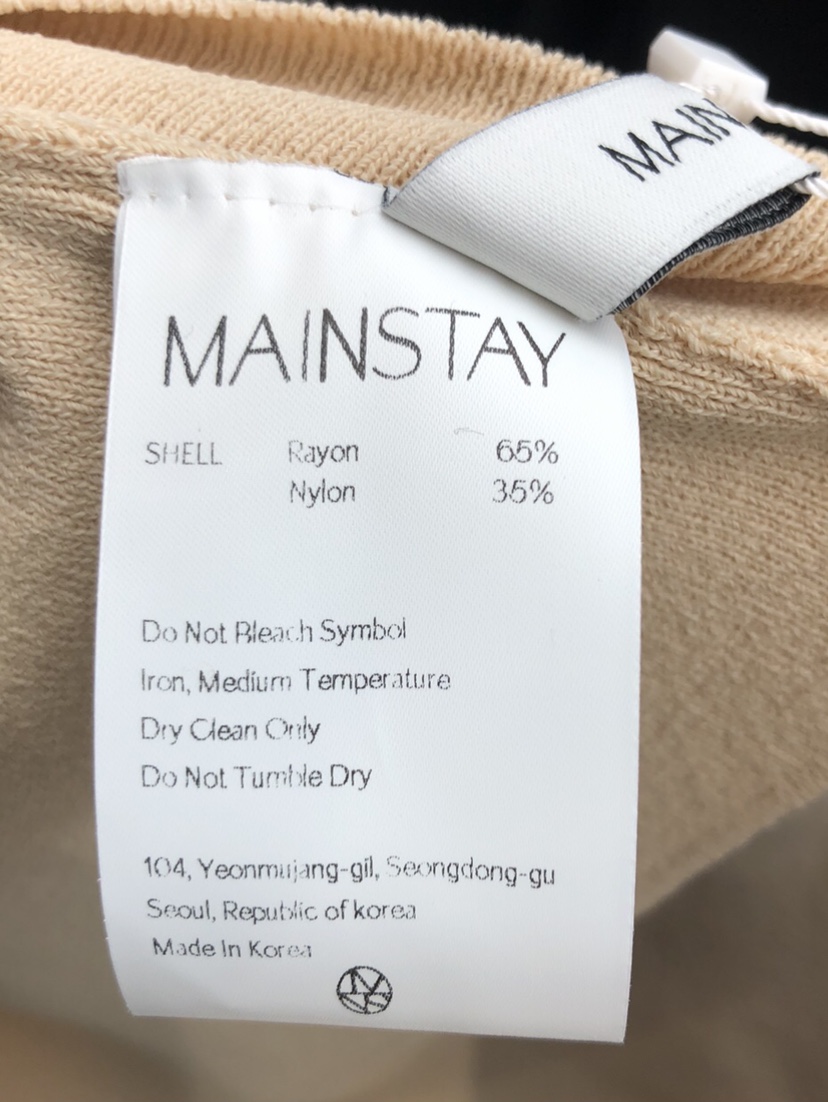 MAIN
MAINSTAY
SHELL Rayon 65%
Nylon 35%
Do Not Bleach Symbol
Iron, Medium Temperature
Dry Clean Only
Do Not Tumble Dry
104, Yeonmujang-gil, Seongdong-gu
Seoul, Republic of korea
Made In Korea